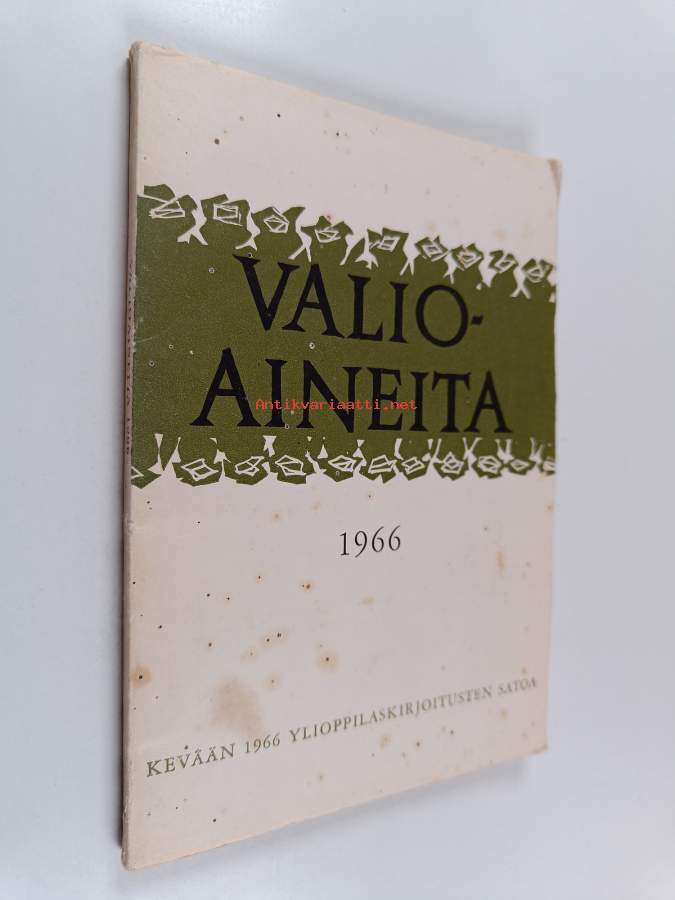 VALIO-
AINEITA
Antikvariaatti.net
1966
KEVÄÄN 1966 YLIOPPILASKIRJOITUSTEN SATOA